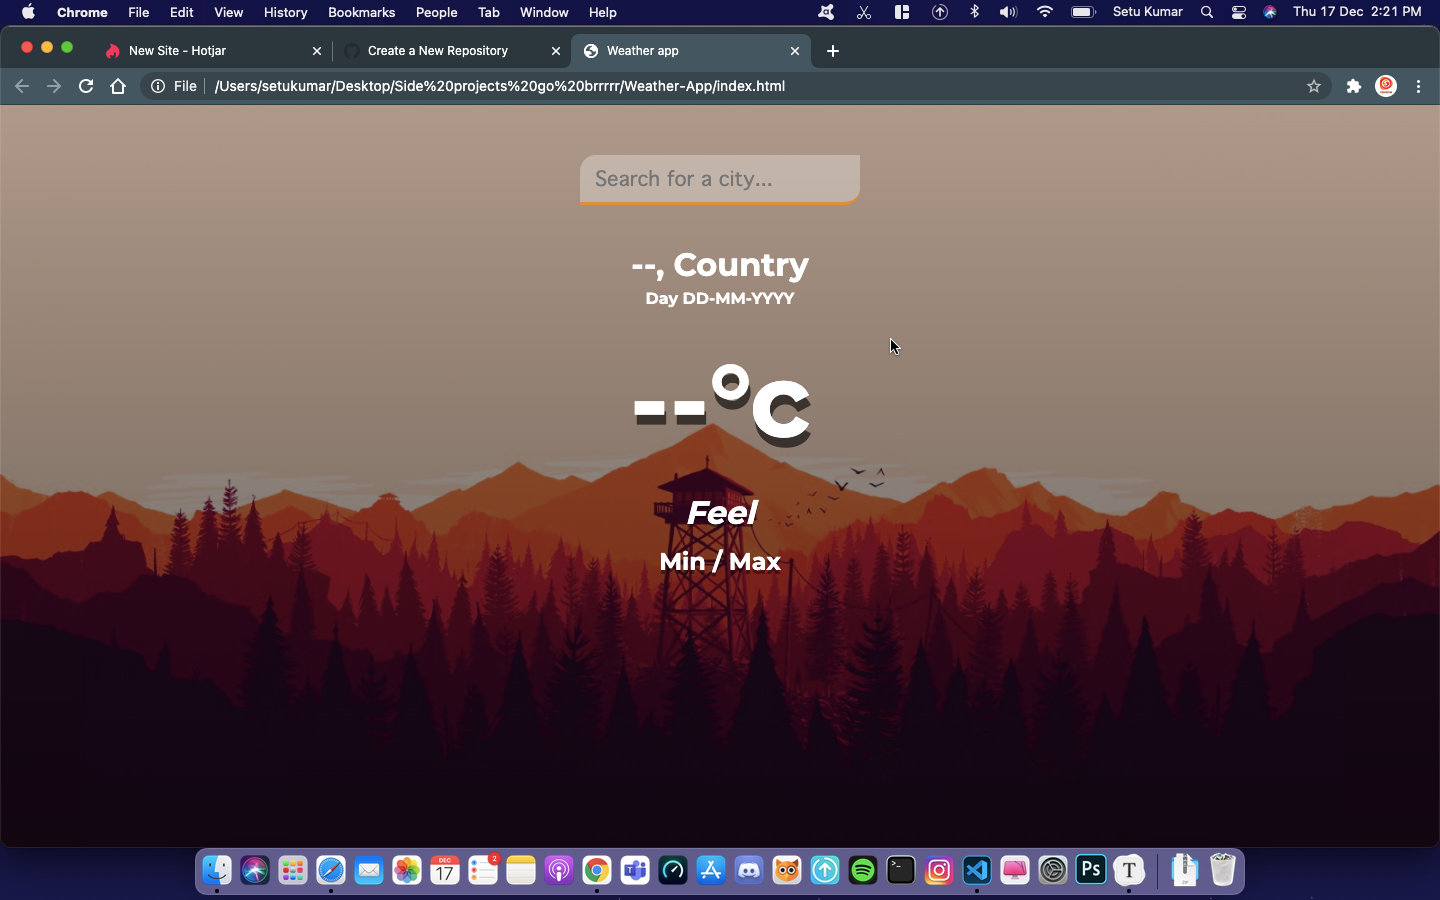 Chrome File Edit View History Bookmarks People Tab Window Help Setu Kumar Thu 17 Dec 2:21 PM
New Site - Hotjar Create a New Repository Weather app
File /Users/setukumar/Desktop/Side%20projects%20go%20brrrrr/Weather-App/index.html
Search for a city...
--, Country
Day DD-MM-YYYY
--°c
Feel
Min / Max
DEC
17
2
Ps
T